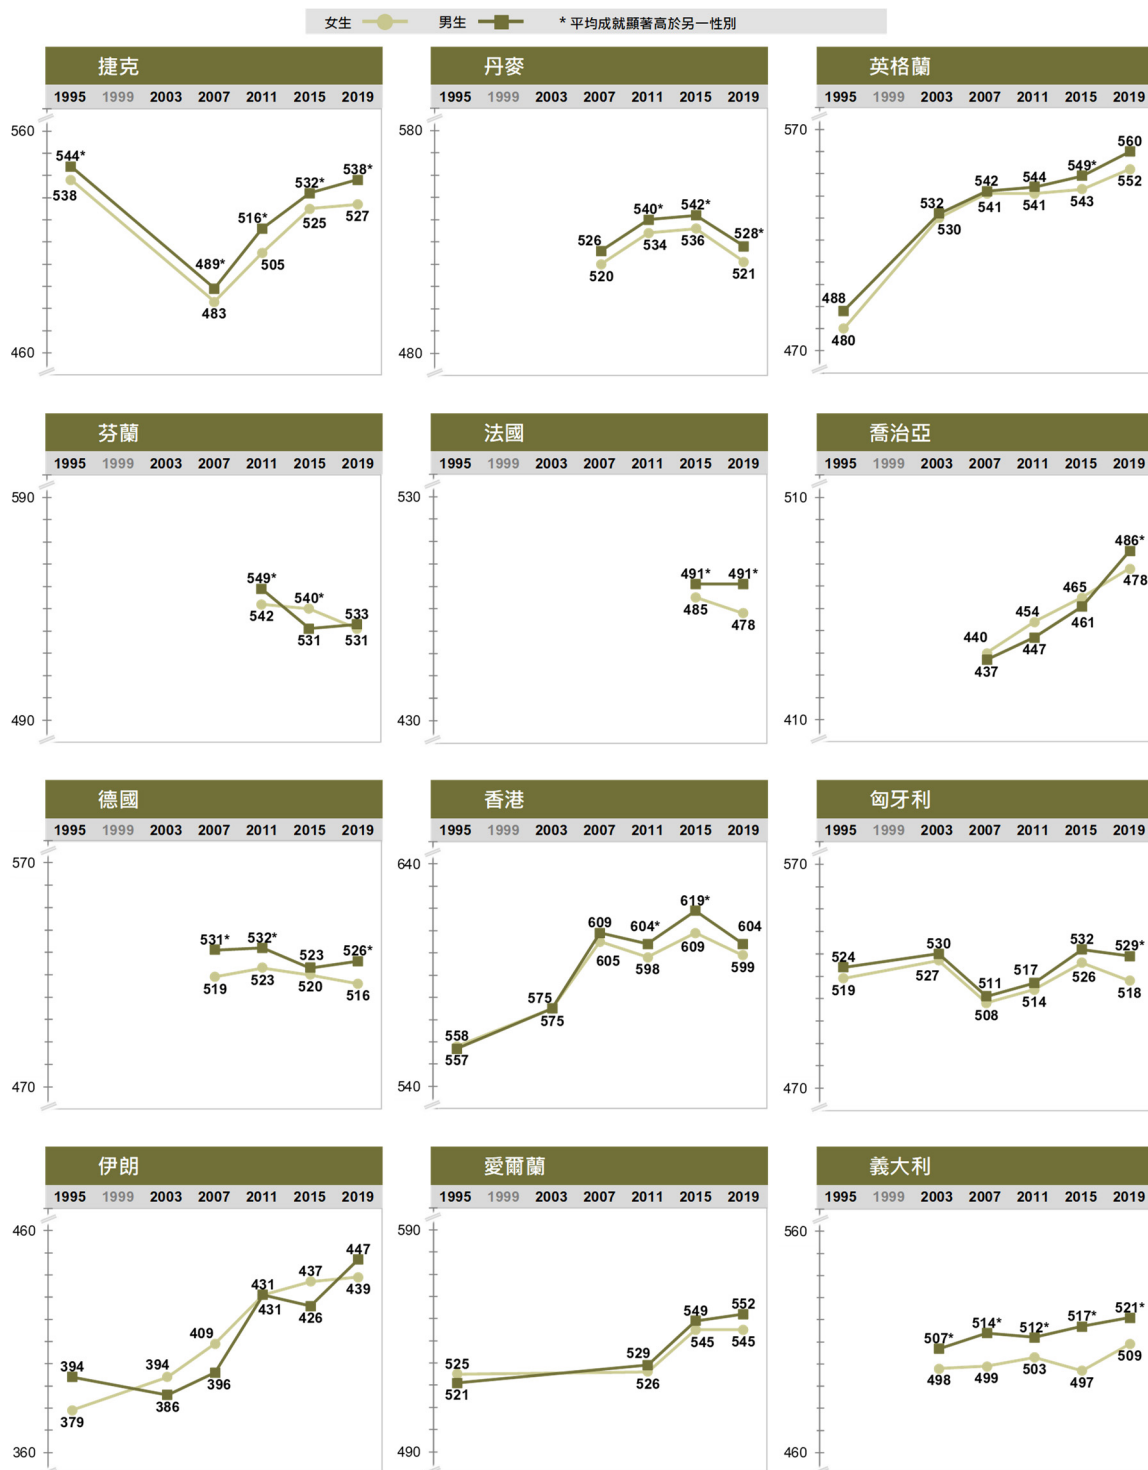 女生 男生 * 平均成就顯著高於另一性別
捷克 丹麥 英格蘭
1995 1999 2003 2007 2011 2015 2019 1995 1999 2003 2007 2011 2015 2019 1995 1999 2003 2007 2011 2015 2019
560 580 570
544* 489* 516* 532* 538*
538 483 505 525 527
526 540* 542* 528*
520 534 536 521
488 532 542 544 549* 560
480 530 541 541 543 552
460 480 470
芬蘭 法國 喬治亞
1995 1999 2003 2007 2011 2015 2019 1995 1999 2003 2007 2011 2015 2019 1995 1999 2003 2007 2011 2015 2019
590 530 510
549* 540* 533
542 531 531
491* 491*
485 478
440 454 465 486*
437 447 461 478
490 430 410
德國 香港 匈牙利
1995 1999 2003 2007 2011 2015 2019 1995 1999 2003 2007 2011 2015 2019 1995 1999 2003 2007 2011 2015 2019
570 640 570
531* 532* 523 526*
519 523 520 516
558 575 609 604* 619* 604
557 575 605 598 609 599
524 530 511 517 532 529*
519 527 508 514 526 518
470 540 470
伊朗 愛爾蘭 義大利
1995 1999 2003 2007 2011 2015 2019 1995 1999 2003 2007 2011 2015 2019 1995 1999 2003 2007 2011 2015 2019
460 590 560
394 394 409 431 437 447
379 386 396 431 426 439
525 529 549 552
521 526 545 545
507* 514* 512* 517* 521*
498 499 503 497 509
360 490 460